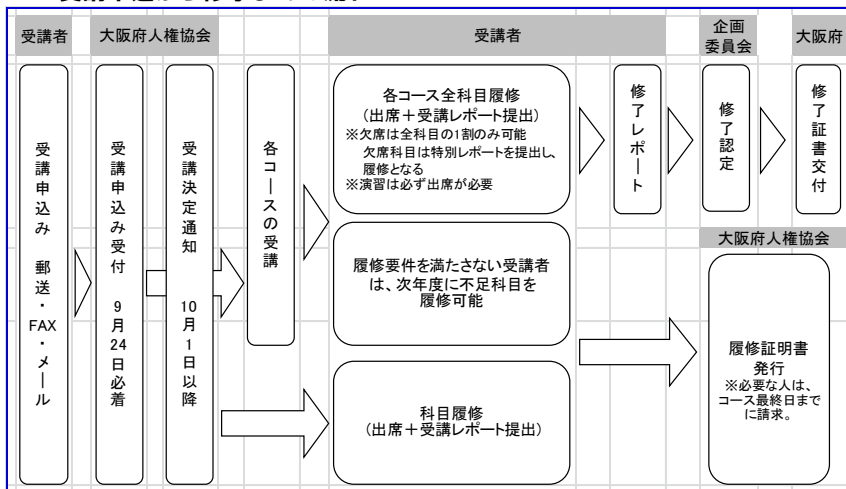 受講者
大阪府人権協会
受講者
企画
委員会
大阪府
受講申込み 郵送・FAX・メール
受講申込み受付 9月24日必着
受講決定通知 10月1日以降
各コースの受講
各コース全科目履修
(出席+受講レポート提出)
※欠席は全科目の1割のみ可能
欠席科目は特別レポートを提出し、
履修となる
※演習は必ず出席が必要
修了レポート
修了認定
修了証書交付
履修要件を満たさない受講者
は、次年度に不足科目を
履修可能
大阪府人権協会
履修証明書
発行
※必要な人は、
コース最終日まで
に請求。
科目履修
(出席+受講レポート提出)